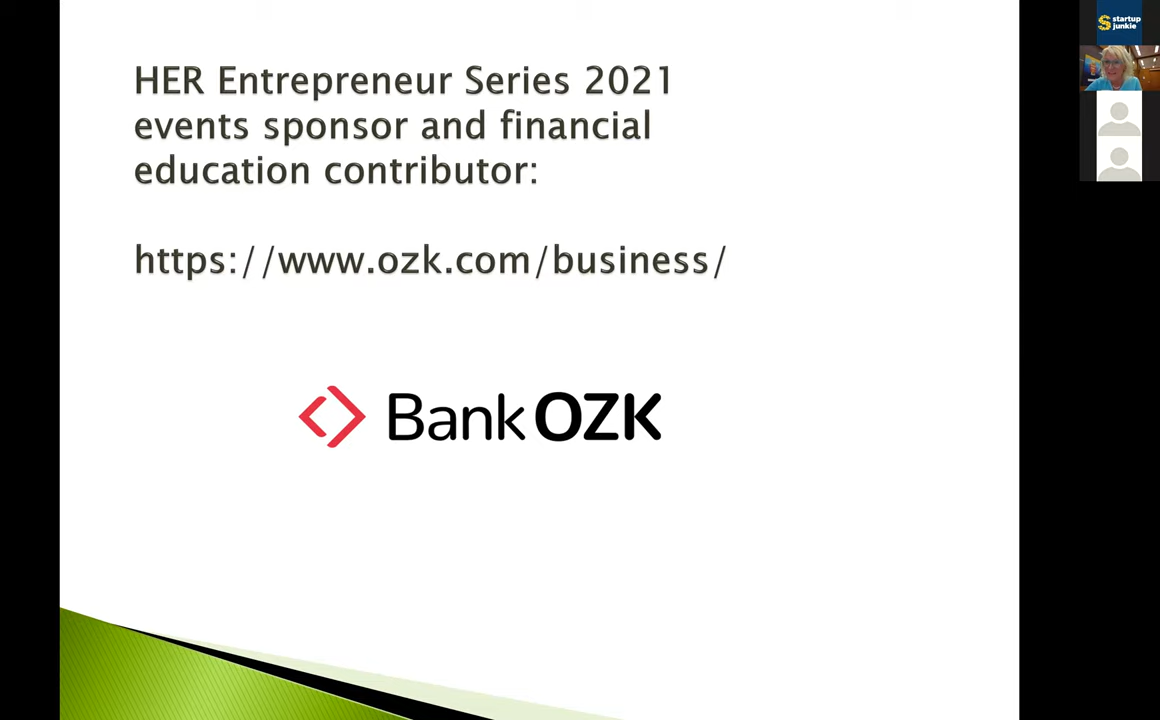 HER Entrepreneur Series 2021
events sponsor and financial
education contributor:
https://www.ozk.com/business/
Bank OZK
startup
junkie